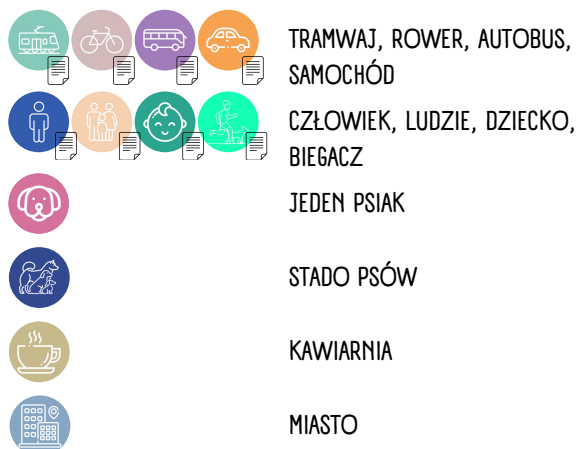 TRAMWAJ, ROWER, AUTOBUS,
SAMOCHÓD
CZŁOWIEK, LUDZIE, DZIECKO,
BIEGACZ
JEDEN PSIAK
STADO PSÓW
KAWIARNIA
MIASTO